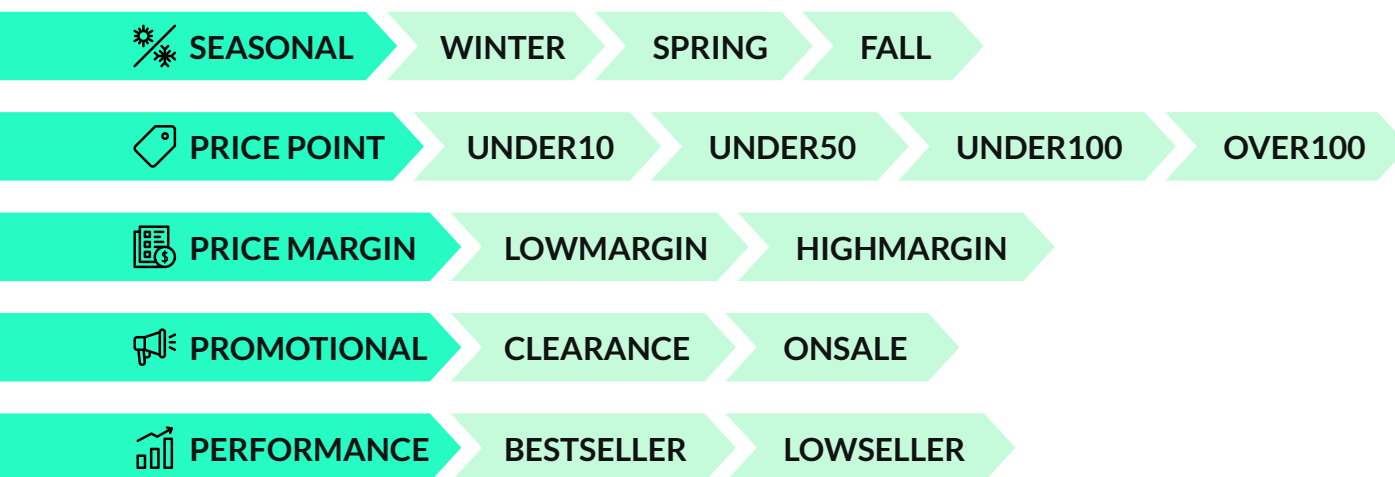 SEASONAL WINTER SPRING FALL
PRICE POINT UNDER10 UNDER50 UNDER100 OVER100
PRICE MARGIN LOWMARGIN HIGHMARGIN
PROMOTIONAL CLEARANCE ONSALE
PERFORMANCE BESTSELLER LOWSELLER